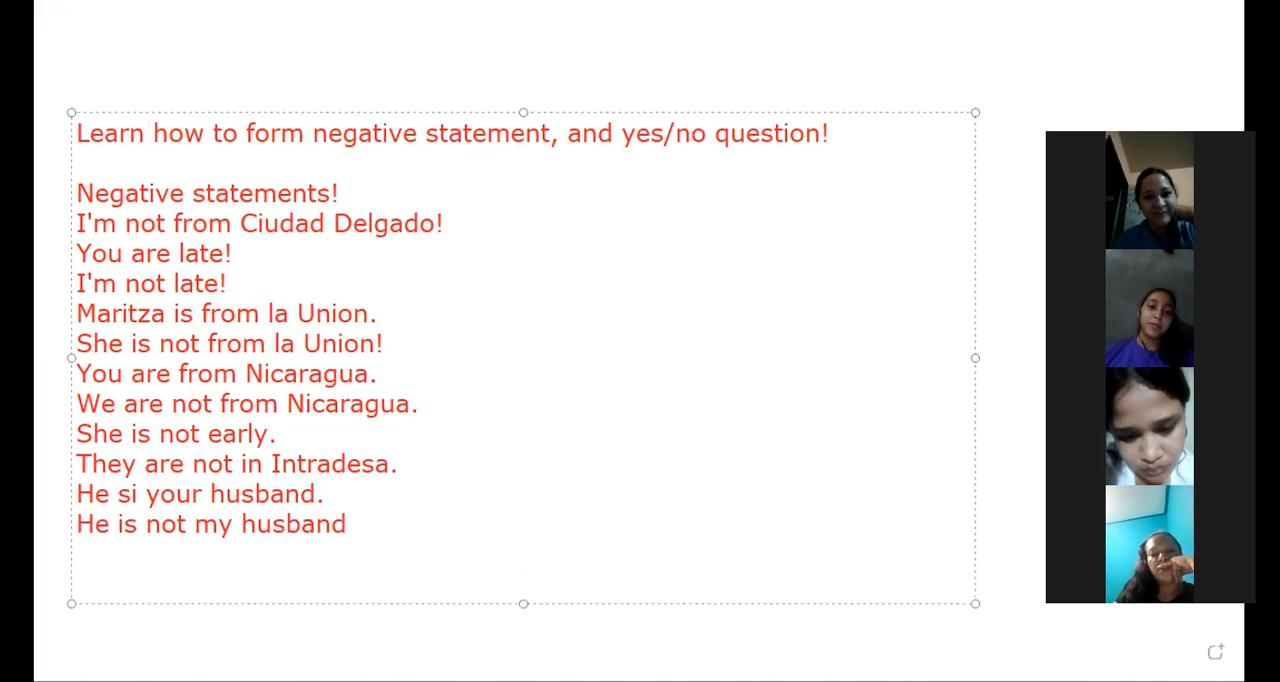 Learn how to form negative statement, and yes/no question!
Negative statements!
I'm not from Ciudad Delgado!
You are late!
I'm not late!
Maritza is from la Union.
She is not from la Union!
You are from Nicaragua.
We are not from Nicaragua.
She is not early.
They are not in Intradesa.
He si your husband.
He is not my husband